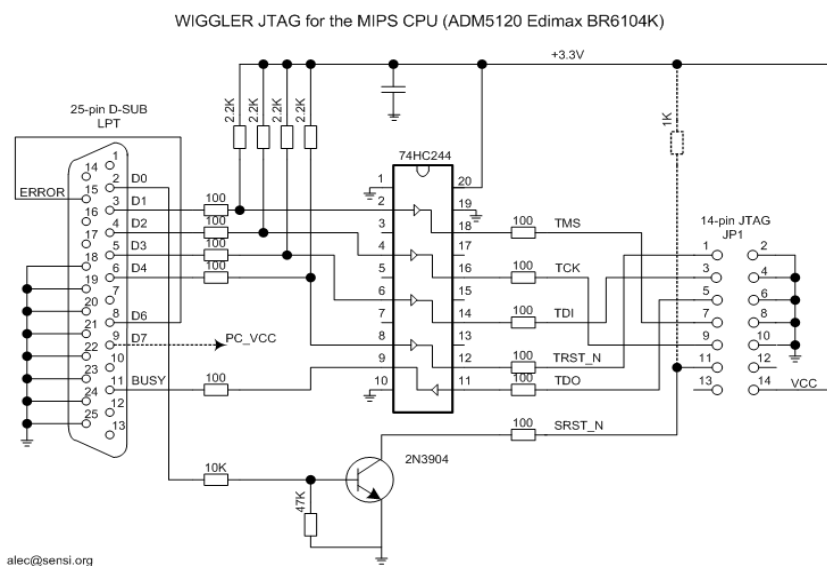 WIGGLER JTAG for the MIPS CPU (ADM5120 Edimax BR6104K)
+3.3V
25-pin D-SUB
LPT
2.2K
2.2K
2.2K
2.2K
1K
74HC244
14-pin JTAG
JP1
ERROR
1
14
2 D0
15
3 D1
16
4 D2
17
5 D3
18
6 D4
19
7
20
8 D6
21
9 D7
22
10
23
11 BUSY
24
12
25
13
PC_VCC
100
100
100
100
100
1
2
3
4
5
6
7
8
9
10
20
19
18
17
16
15
14
13
12
11
100 TMS
100 TCK
100 TDI
100 TRST_N
100 TDO
100 SRST_N
1 2
3 4
5 6
7 8
9 10
11 12
13 14
VCC
10K
47K
2N3904
alec@sensi.org